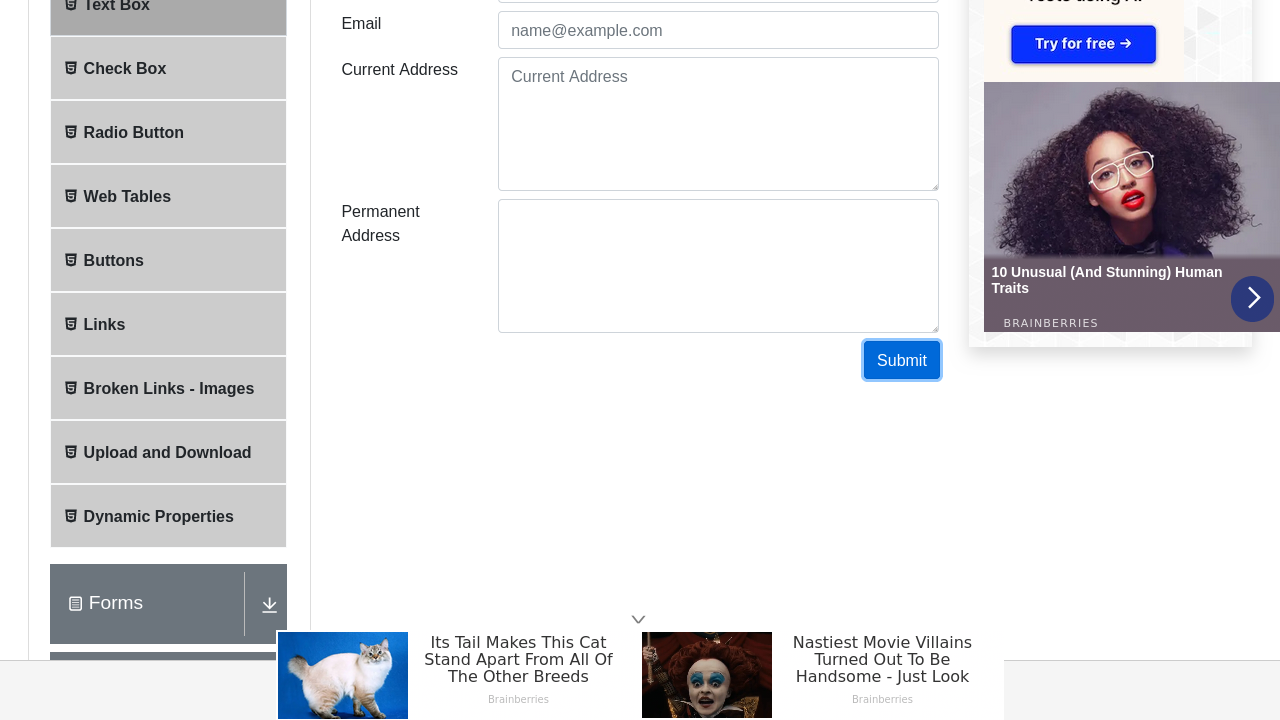 Text Box
Check Box
Radio Button
Web Tables
Buttons
Links
Broken Links - Images
Upload and Download
Dynamic Properties
Forms
Email
name@example.com
Current Address
Current Address
Permanent
Address
Submit
Try for free →
10 Unusual (And Stunning) Human
Traits
BRAINBERRIES
Its Tail Makes This Cat
Stand Apart From All Of
The Other Breeds
Brainberries
Nastiest Movie Villains
Turned Out To Be
Handsome - Just Look
Brainberries